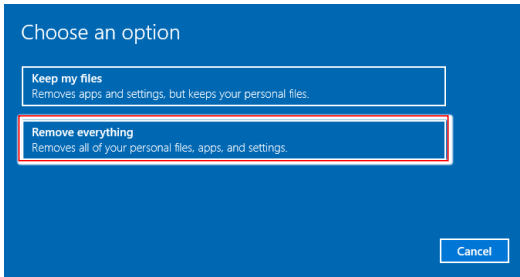 Choose an option
Keep my files
Removes apps and settings, but keeps your personal files.
Remove everything
Removes all of your personal files, apps, and settings.
Cancel